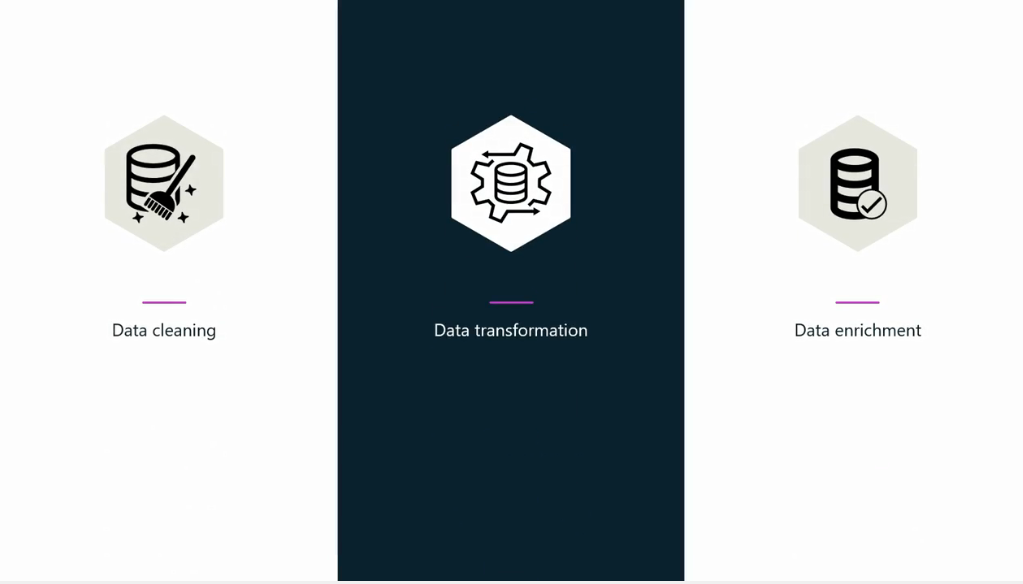 Data cleaning
Data transformation
Data enrichment